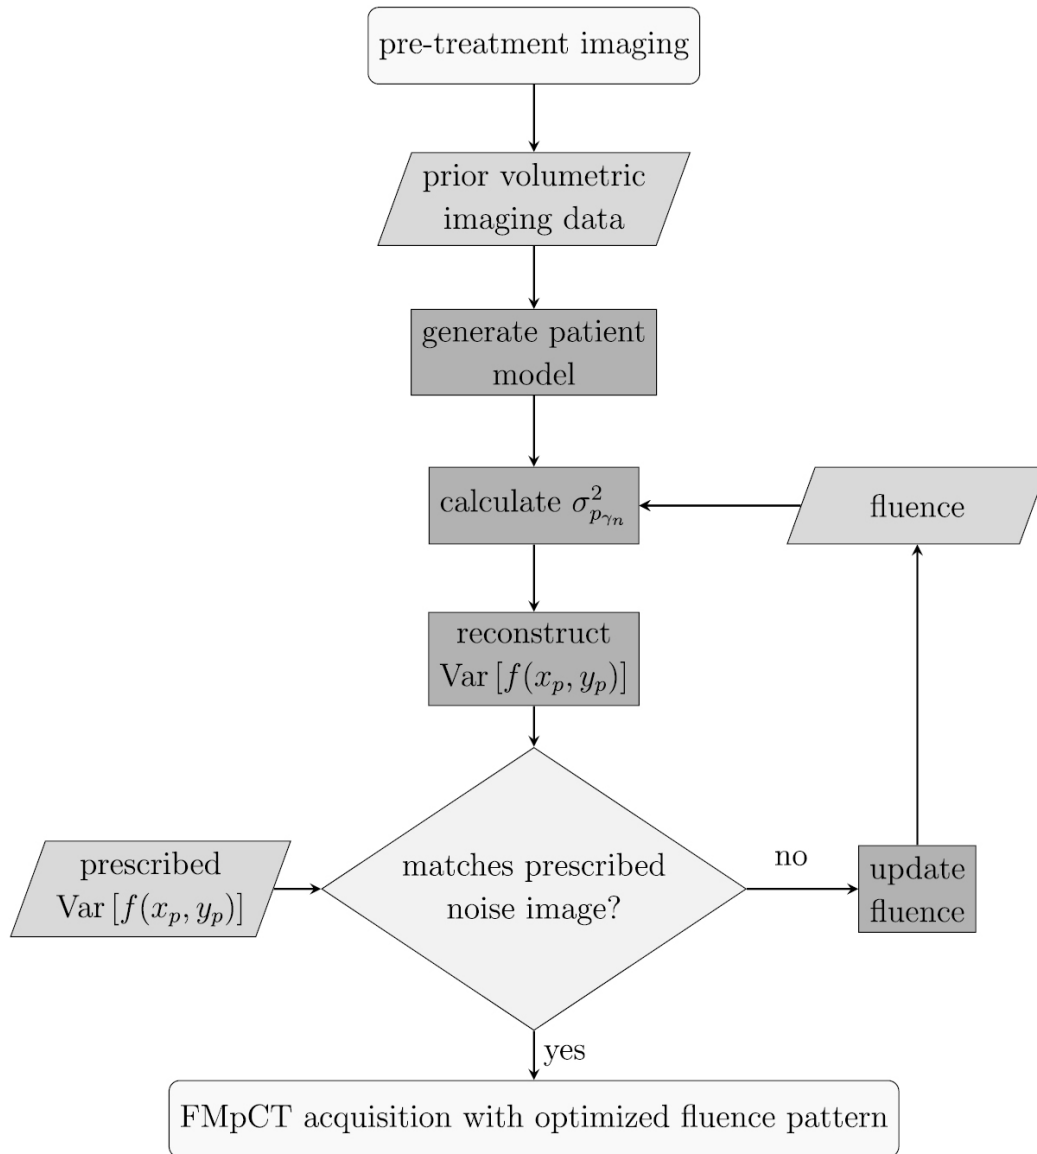 pre-treatment imaging
prior volumetric
imaging data
generate patient
model
calculate $\sigma^2_{p_{\gamma_n}}$
fluence
reconstruct
Var [f(x_p, y_p)]
prescribed
Var [f(x_p, y_p)]
matches prescribed
noise image?
no
update
fluence
yes
FMpCT acquisition with optimized fluence pattern